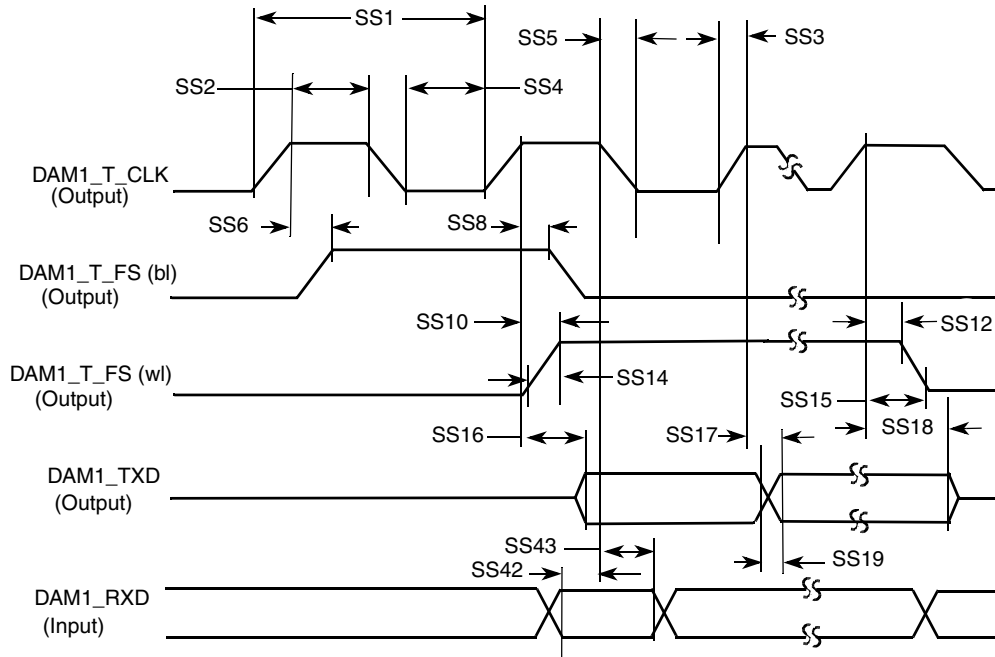 SS1
SS5
SS3
SS2
SS4
DAM1_T_CLK
(Output)
SS6
SS8
DAM1_T_FS (bl)
(Output)
SS10
SS12
DAM1_T_FS (wl)
(Output)
SS14
SS15
SS16
SS17
SS18
DAM1_TXD
(Output)
SS43
SS42
SS19
DAM1_RXD
(Input)